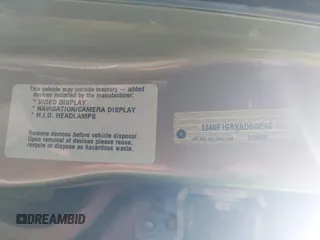 This vehicle may include mercury – added
devices installed by the manufacturer:
* VIDEO DISPLAY
* NAVIGATION/CAMERA DISPLAY
* H.I.D. HEADLAMPS
Remove devices before vehicle disposal.
Upon removal of devices please reuse,
recycle or dispose as hazardous waste.
DREAMBID